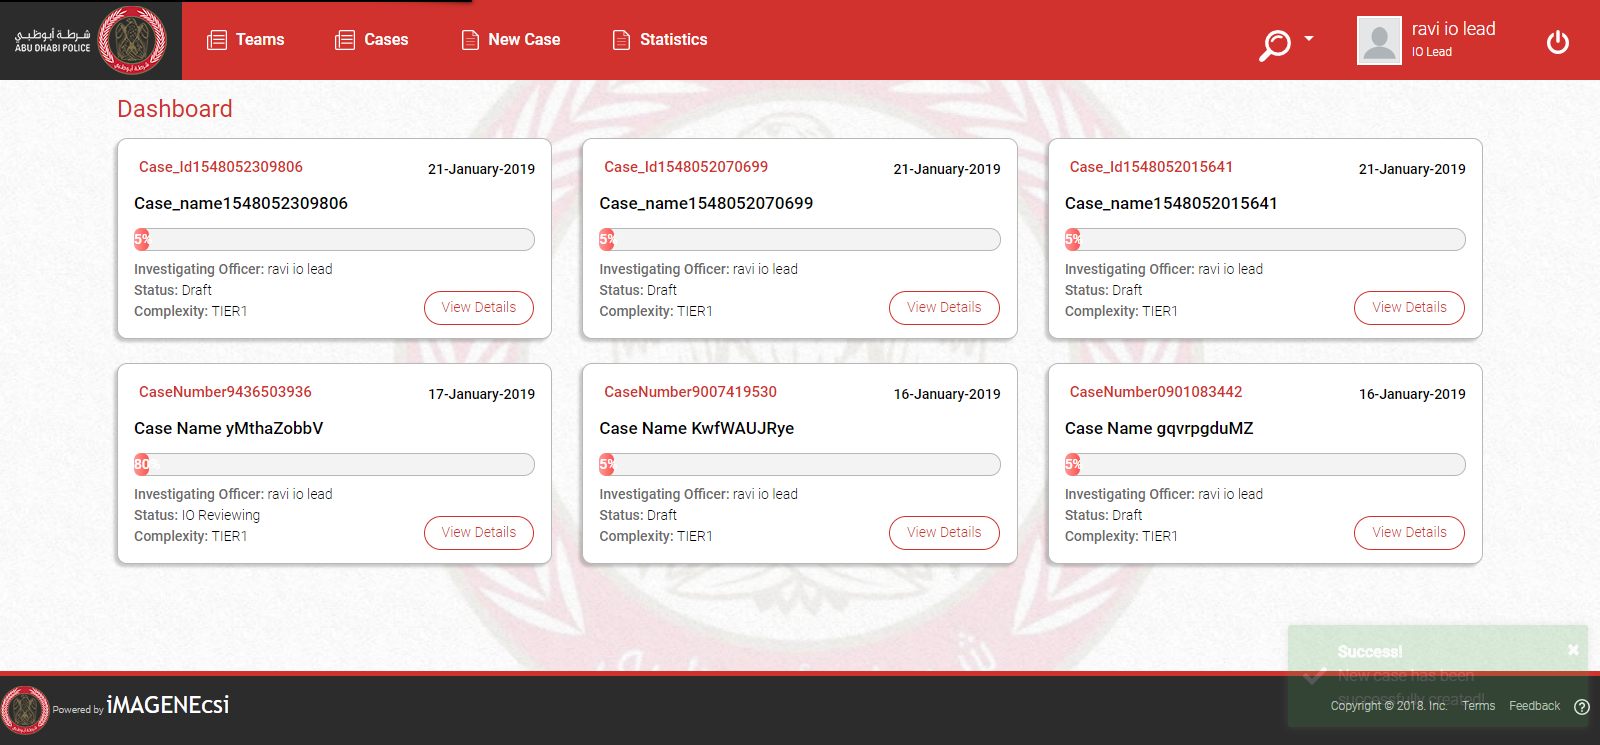 شرطة أبوظبي
ABU DHABI POLICE
Teams
Cases
New Case
Statistics
ravi io lead
IO Lead
Dashboard
Case_Id1548052309806
21-January-2019
Case_name1548052309806
5%
Investigating Officer: ravi io lead
Status: Draft
Complexity: TIER1
View Details
Case_Id1548052070699
21-January-2019
Case_name1548052070699
5%
Investigating Officer: ravi io lead
Status: Draft
Complexity: TIER1
View Details
Case_Id1548052015641
21-January-2019
Case_name1548052015641
5%
Investigating Officer: ravi io lead
Status: Draft
Complexity: TIER1
View Details
CaseNumber9436503936
17-January-2019
Case Name yMthaZobbV
80%
Investigating Officer: ravi io lead
Status: IO Reviewing
Complexity: TIER1
View Details
CaseNumber9007419530
16-January-2019
Case Name KwfWAUJRye
5%
Investigating Officer: ravi io lead
Status: Draft
Complexity: TIER1
View Details
CaseNumber0901083442
16-January-2019
Case Name gqvrpgduMZ
5%
Investigating Officer: ravi io lead
Status: Draft
Complexity: TIER1
View Details
Success!
New case has been
successfully created!
Powered by iMAGENEcsi
Copyright © 2018. Inc.
Terms
Feedback